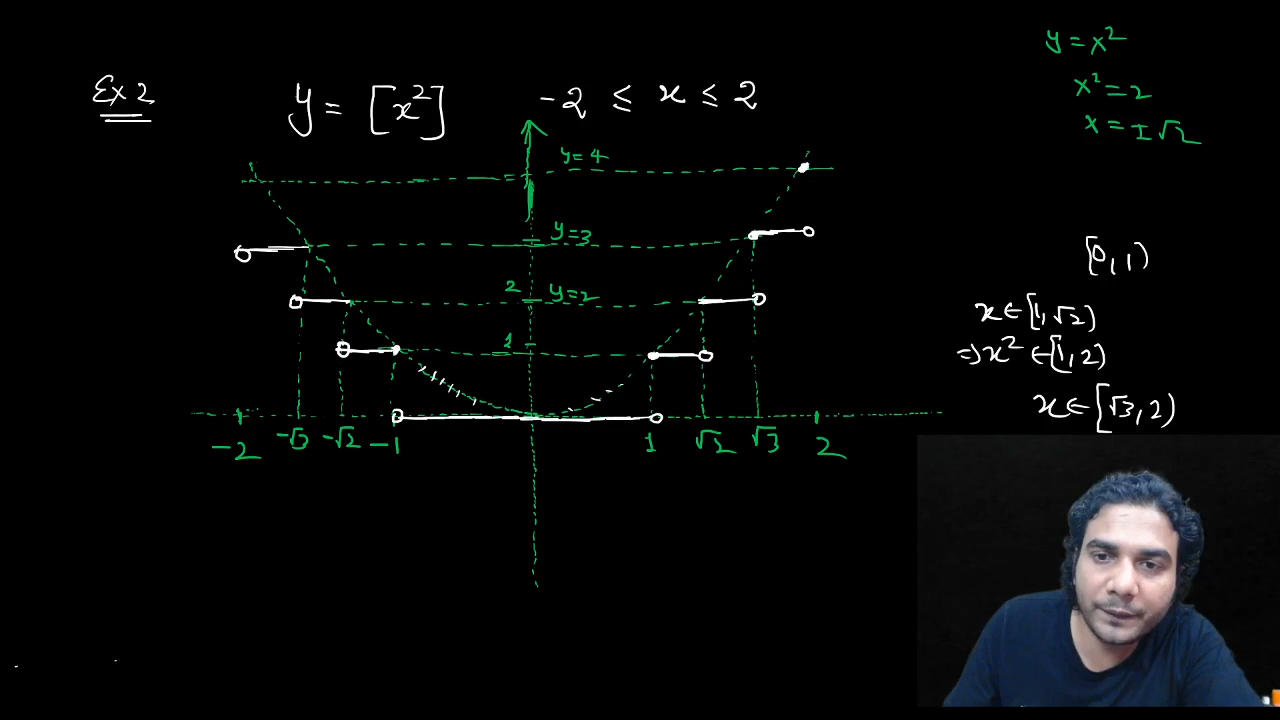 Ex 2
y = [x²] -2 ≤ x ≤ 2
y = x²
x² = 2
x = ±√2
y=4
y=3
2 y=2
1
-2 -√3 -√2 -1 1 √2 √3 2
[0,1)
x∈[1,√2)
=>x² ∈[1,2)
x∈[√3,2)